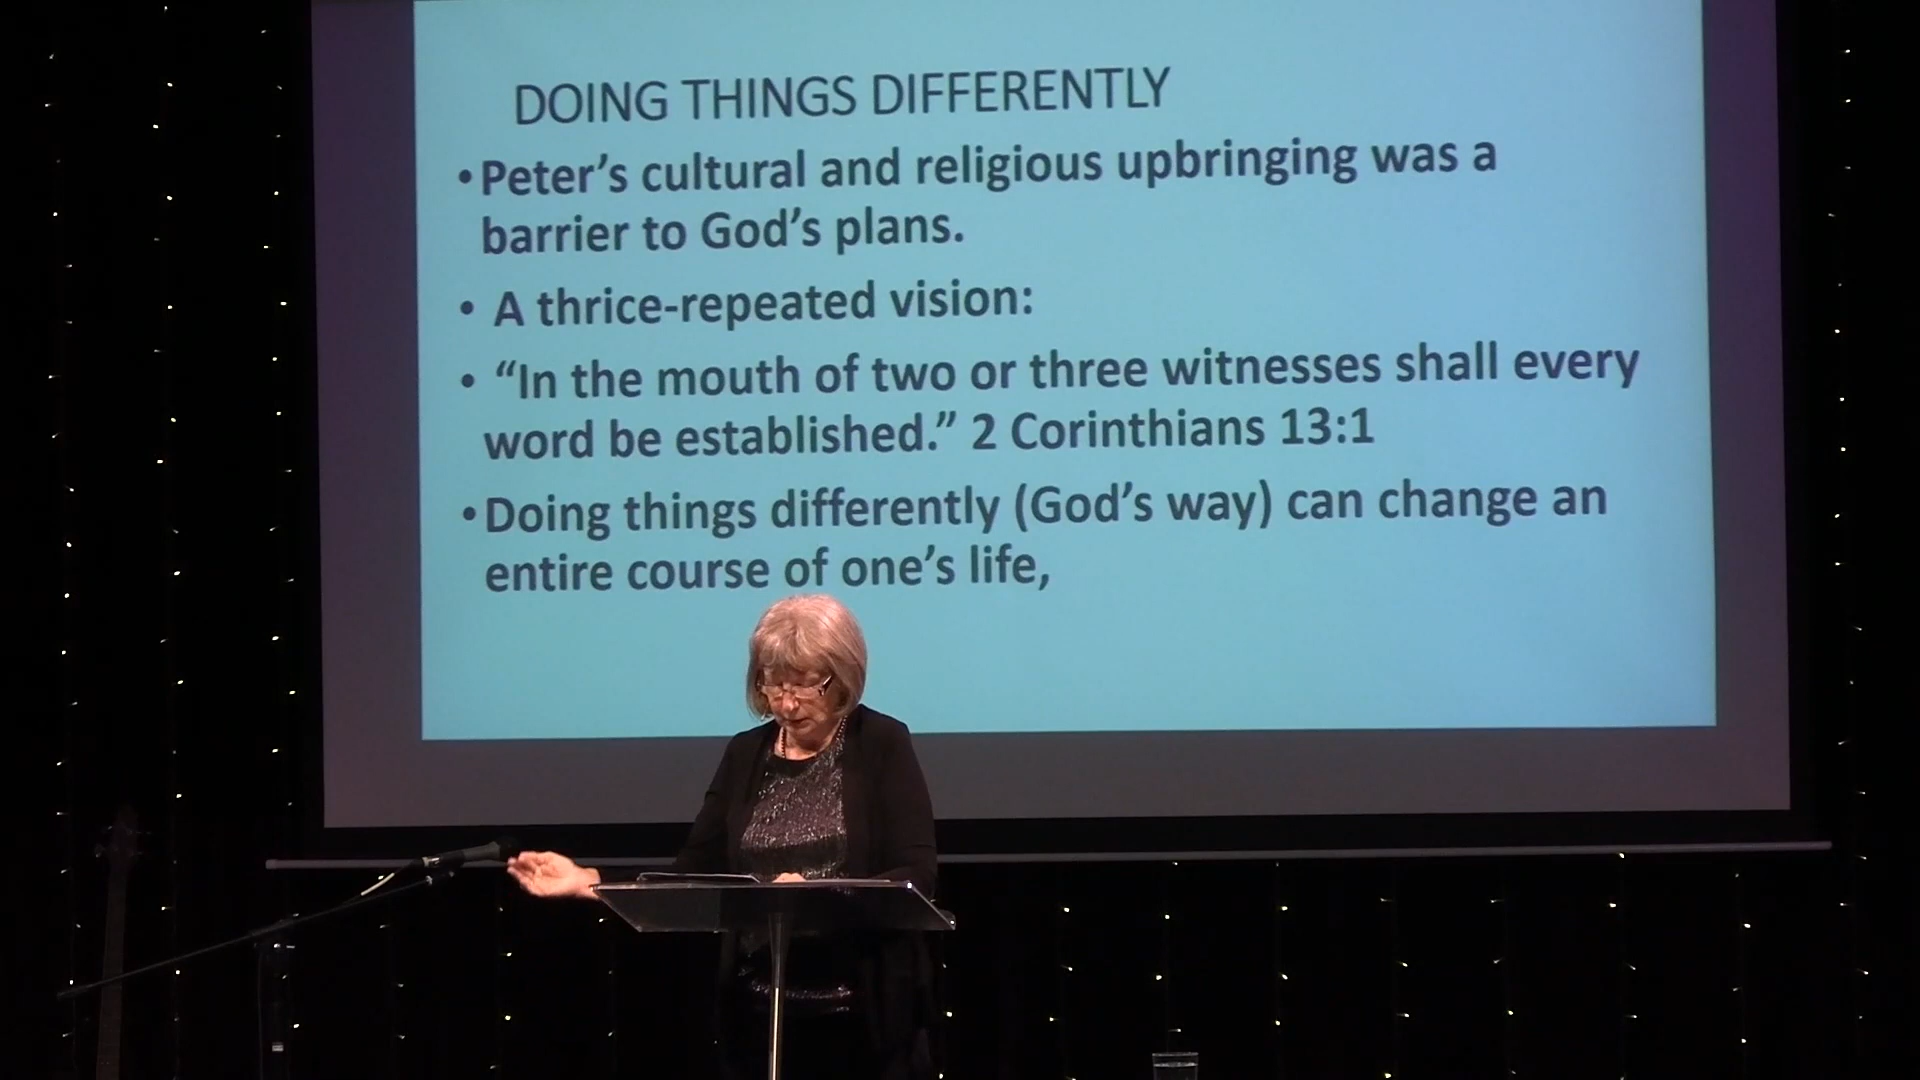 DOING THINGS DIFFERENTLY
•Peter’s cultural and religious upbringing was a
barrier to God’s plans.
• A thrice-repeated vision:
• “In the mouth of two or three witnesses shall every
word be established.” 2 Corinthians 13:1
•Doing things differently (God’s way) can change an
entire course of one’s life,